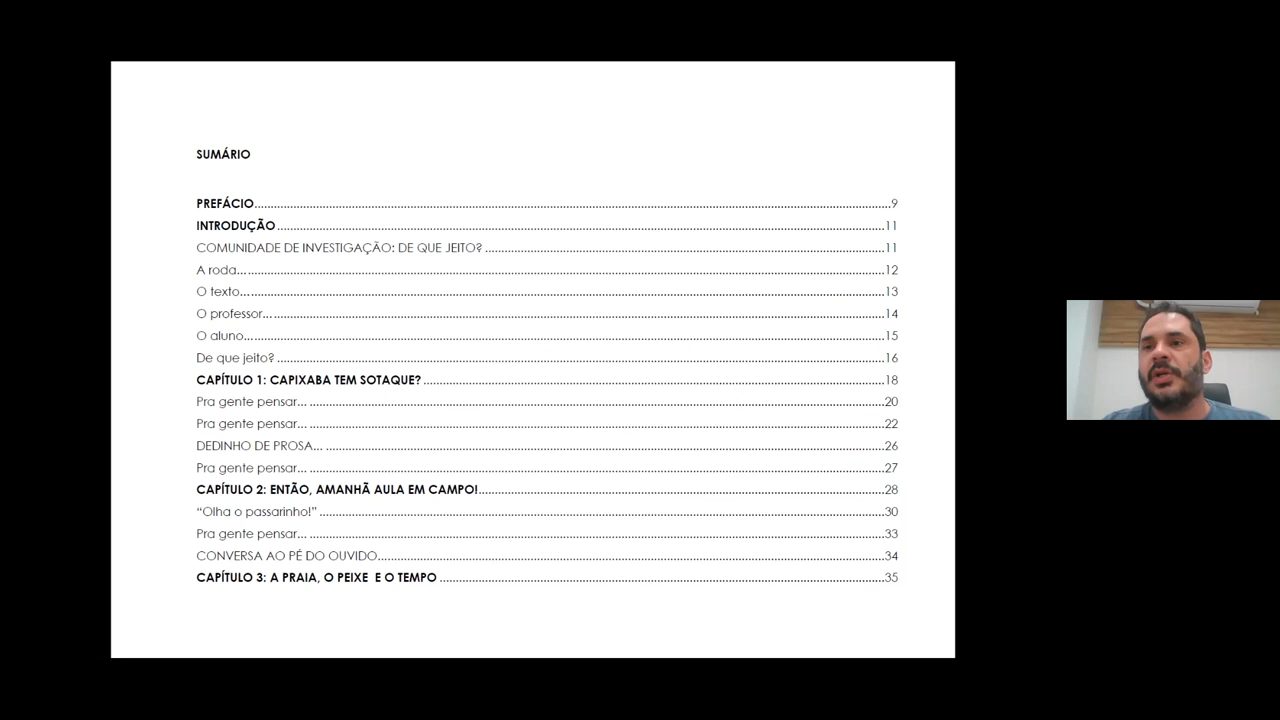 SUMÁRIO
PREFÁCIO....................9
INTRODUÇÃO....................11
COMUNIDADE DE INVESTIGAÇÃO: DE QUE JEITO?....................11
A roda.......................12
O texto.......................13
O professor.......................14
O aluno.......................15
De que jeito?....................16
CAPÍTULO 1: CAPIXABA TEM SOTAQUE?....................18
Pra gente pensar... ....................20
Pra gente pensar... ....................22
DEDINHO DE PROSA... ....................26
Pra gente pensar... ....................27
CAPÍTULO 2: ENTÃO, AMANHÃ AULA EM CAMPO!....................28
“Olha o passarinho!”....................30
Pra gente pensar... ....................33
CONVERSA AO PÉ DO OUVIDO....................34
CAPÍTULO 3: A PRAIA, O PEIXE E O TEMPO....................35